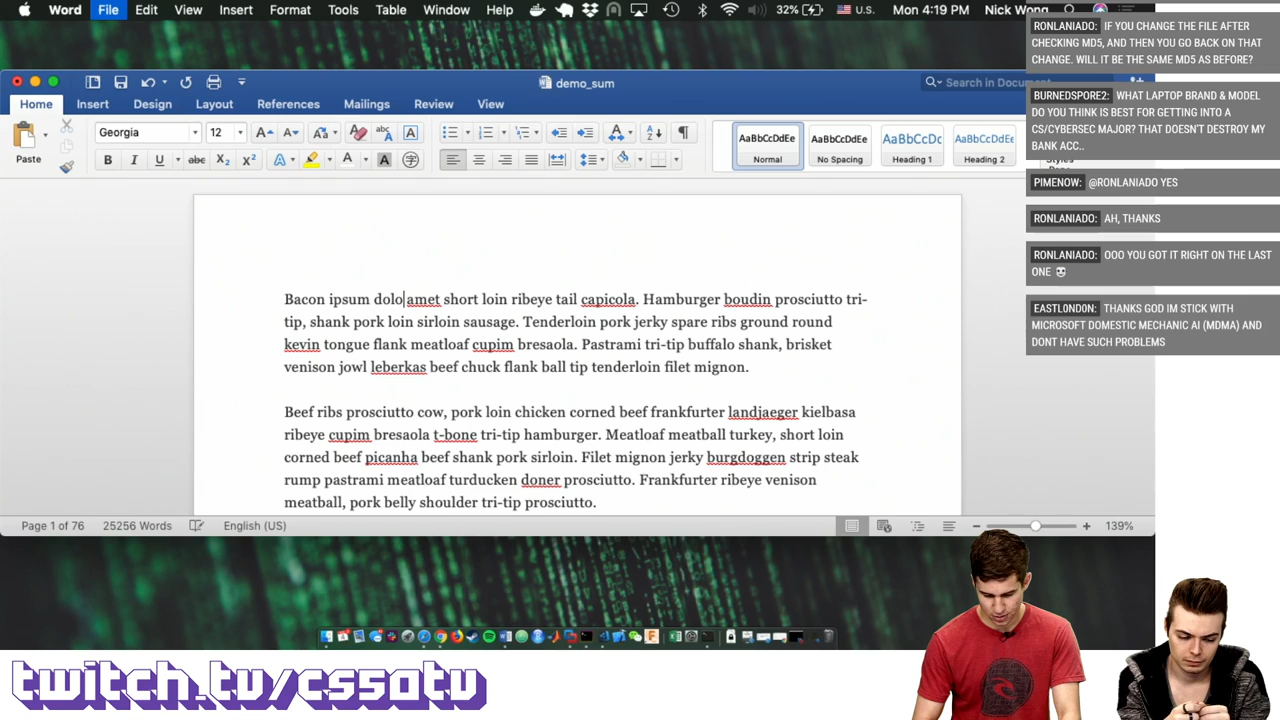 Word File Edit View Insert Format Tools Table Window Help 32% U.S. Mon 4:19 PM Nick Wong
demo_sum
Search in Document
Home Insert Design Layout References Mailings Review View
Paste
Georgia 12
AaBbCcDdEe AaBbCcDdEe AaBbCcDc AaBbCcDdEe
Normal No Spacing Heading 1 Heading 2
Bacon ipsum dolo amet short loin ribeye tail capicola. Hamburger boudin prosciutto tri-
tip, shank pork loin sirloin sausage. Tenderloin pork jerky spare ribs ground round
kevin tongue flank meatloaf cupim bresaola. Pastrami tri-tip buffalo shank, brisket
venison jowl leberkas beef chuck flank ball tip tenderloin filet mignon.
Beef ribs prosciutto cow, pork loin chicken corned beef frankfurter landjaeger kielbasa
ribeye cupim bresaola t-bone tri-tip hamburger. Meatloaf meatball turkey, short loin
corned beef picanha beef shank pork sirloin. Filet mignon jerky burgdoggen strip steak
rump pastrami meatloaf turducken doner prosciutto. Frankfurter ribeye venison
meatball, pork belly shoulder tri-tip prosciutto.
Page 1 of 76 25256 Words English (US) 139%
RONLANIADO: IF YOU CHANGE THE FILE AFTER
CHECKING MD5, AND THEN YOU GO BACK ON THAT
CHANGE. WILL IT BE THE SAME MD5 AS BEFORE?
BURNEDSPORE2: WHAT LAPTOP BRAND & MODEL
DO YOU THINK IS BEST FOR GETTING INTO A
CS/CYBERSEC MAJOR? THAT DOESN'T DESTROY MY
BANK ACC..
PIMENOW: @RONLANIADO YES
RONLANIADO: AH, THANKS
RONLANIADO: OOO YOU GOT IT RIGHT ON THE LAST
ONE
EASTL0ND0N: THANKS GOD IM STICK WITH
MICROSOFT DOMESTIC MECHANIC AI (MDMA) AND
DONT HAVE SUCH PROBLEMS
twitch.tv/cssatv